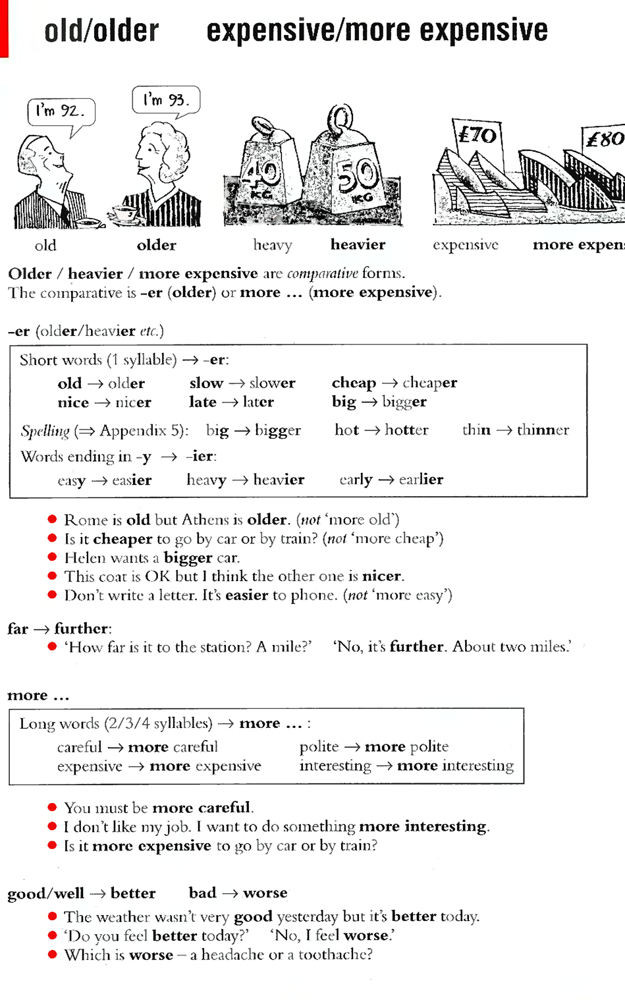 old/older expensive/more expensive
I'm 92. I'm 93. 40 KG 50 KG £70 £80
old older heavy heavier expensive more expens
Older / heavier / more expensive are comparative forms.
The comparative is -er (older) or more ... (more expensive).
-er (older/heavier etc.)
Short words (1 syllable) → -er:
old → older slow → slower cheap → cheaper
nice → nicer late → later big → bigger
Spelling (⇒ Appendix 5): big → bigger hot → hotter thin → thinner
Words ending in -y → -ier:
easy → easier heavy → heavier early → earlier
• Rome is old but Athens is older. (not 'more old')
• Is it cheaper to go by car or by train? (not 'more cheap')
• Helen wants a bigger car.
• This coat is OK but I think the other one is nicer.
• Don't write a letter. It's easier to phone. (not 'more easy')
far → further:
• 'How far is it to the station? A mile?' 'No, it's further. About two miles.'
more ...
Long words (2/3/4 syllables) → more ... :
careful → more careful polite → more polite
expensive → more expensive interesting → more interesting
• You must be more careful.
• I don't like my job. I want to do something more interesting.
• Is it more expensive to go by car or by train?
good/well → better bad → worse
• The weather wasn't very good yesterday but it's better today.
• 'Do you feel better today?' 'No, I feel worse.'
• Which is worse – a headache or a toothache?